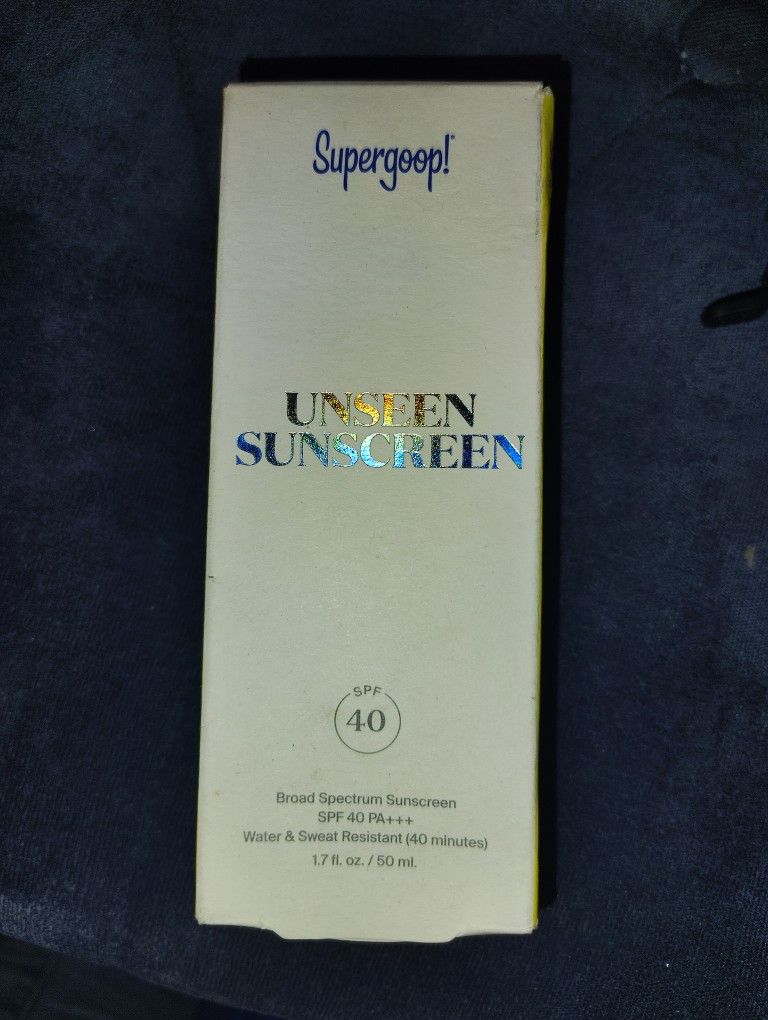 Supergoop!
UNSEEN
SUNSCREEN
SPF
40
Broad Spectrum Sunscreen
SPF 40 PA+++
Water & Sweat Resistant (40 minutes)
1.7 fl. oz. / 50 ml.